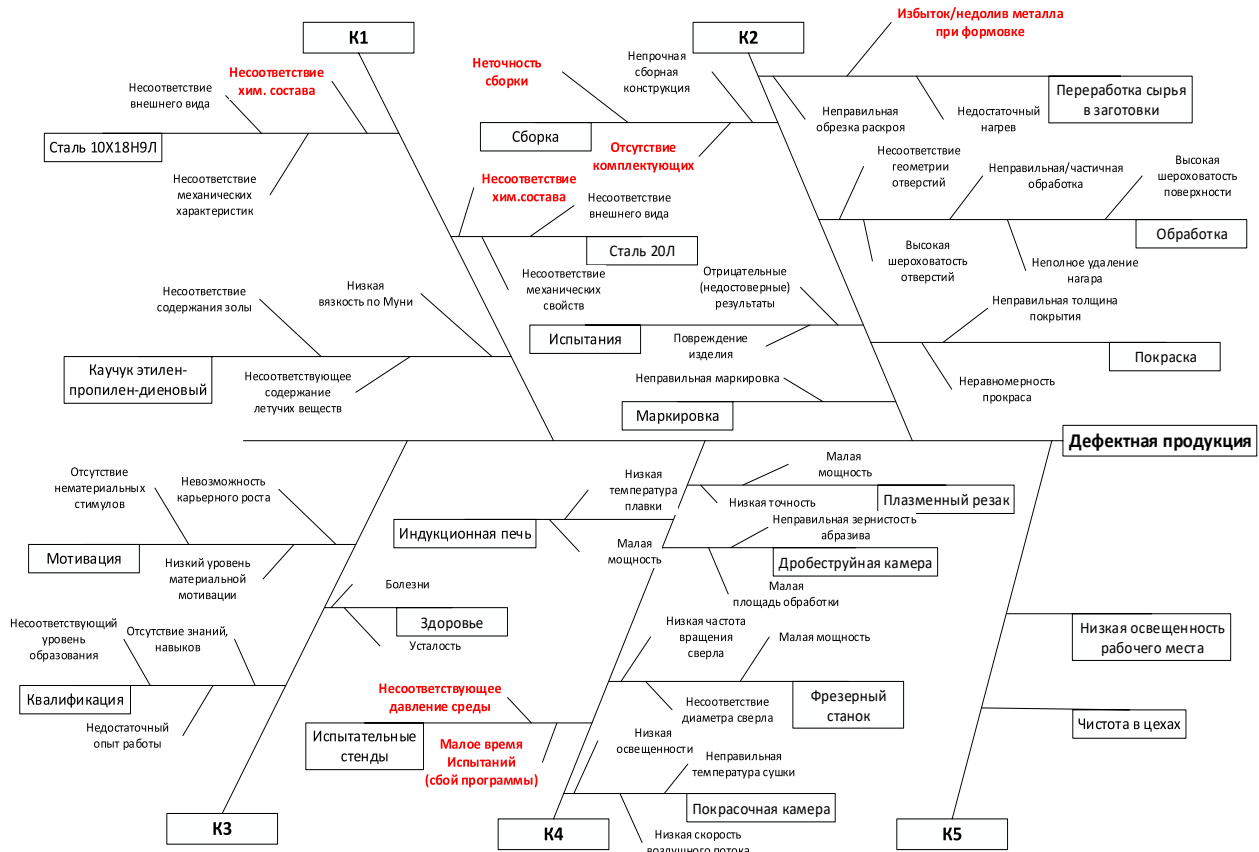 К1
К2
Избыток/недолив металла
при формовке
Несоответствие
хим. состава
Несоответствие
внешнего вида
Сталь 10Х18Н9Л
Несоответствие
механических
характеристик
Неточность
сборки
Непрочная
сборная
конструкция
Сборка
Отсутствие
комплектующих
Переработка сырья
в заготовки
Неправильная
обрезка раскроя
Недостаточный
нагрев
Несоответствие
хим.состава
Несоответствие
внешнего вида
Сталь 20Л
Несоответствие
механических
свойств
Несоответствие
геометрии
отверстий
Неправильная/частичная
обработка
Высокая
шероховатость
поверхности
Обработка
Высокая
шероховатость
отверстий
Неполное удаление
нагара
Несоответствие
содержания золы
Низкая
вязкость по Муни
Каучук этилен-
пропилен-диеновый
Несоответствующее
содержание
летучих веществ
Отрицательные
(недостоверные)
результаты
Испытания
Повреждение
изделия
Неправильная толщина
покрытия
Покраска
Неравномерность
прокраса
Неправильная маркировка
Маркировка
Дефектная продукция
Отсутствие
нематериальных
стимулов
Невозможность
карьерного роста
Мотивация
Низкий уровень
материальной
мотивации
Низкая
температура
плавки
Индукционная печь
Малая
мощность
Малая
мощность
Плазменный резак
Низкая точность
Неправильная зернистость
абразива
Дробеструйная камера
Малая
площадь обработки
Болезни
Здоровье
Усталость
Несоответствующий
уровень
образования
Отсутствие знаний,
навыков
Квалификация
Недостаточный
опыт работы
Низкая частота
вращения
сверла
Малая мощность
Фрезерный
станок
Несоответствие
диаметра сверла
Низкая освещенность
рабочего места
Чистота в цехах
Несоответствующее
давление среды
Испытательные
стенды
Малое время
Испытаний
(сбой программы)
Низкая
освещенности
Неправильная
температура сушки
Покрасочная камера
Низкая скорость
воздушного потока
К3
К4
К5